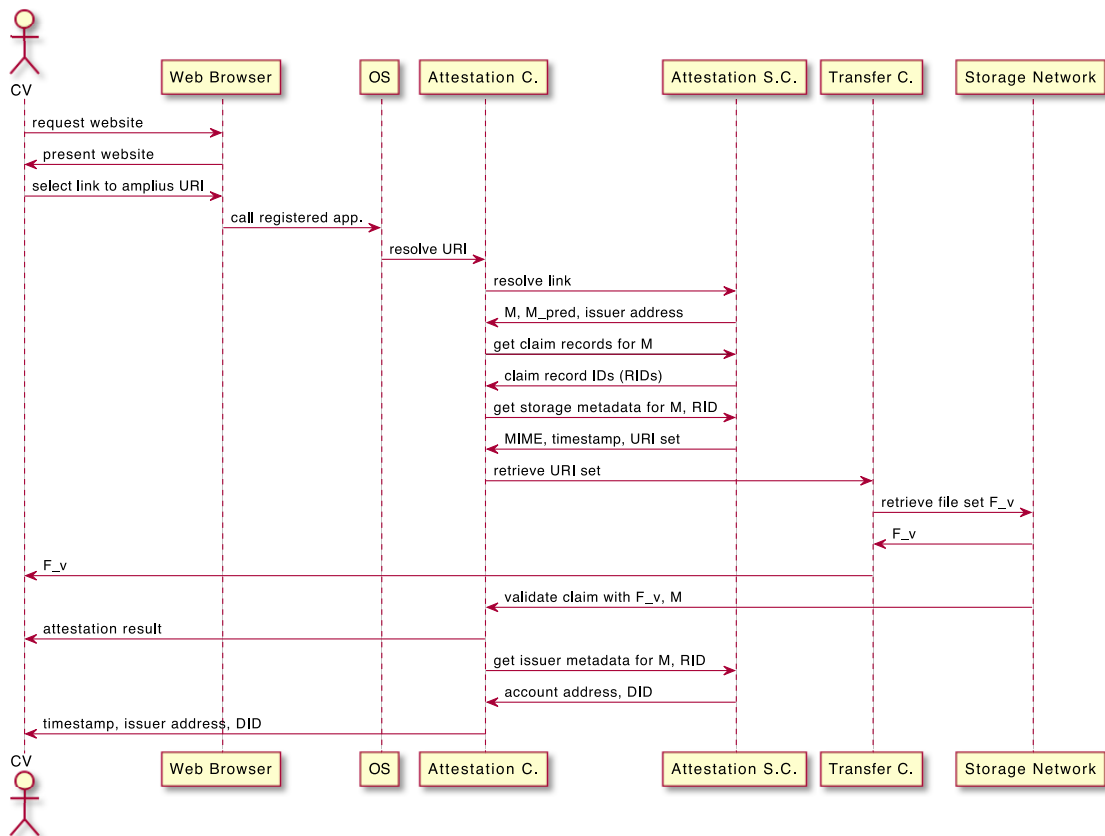 CV
Web Browser
OS
Attestation C.
Attestation S.C.
Transfer C.
Storage Network
request website
present website
select link to amplius URI
call registered app.
resolve URI
resolve link
M, M_pred, issuer address
get claim records for M
claim record IDs (RIDs)
get storage metadata for M, RID
MIME, timestamp, URI set
retrieve URI set
retrieve file set F_v
F_v
F_v
validate claim with F_v, M
attestation result
get issuer metadata for M, RID
account address, DID
timestamp, issuer address, DID
CV
Web Browser
OS
Attestation C.
Attestation S.C.
Transfer C.
Storage Network